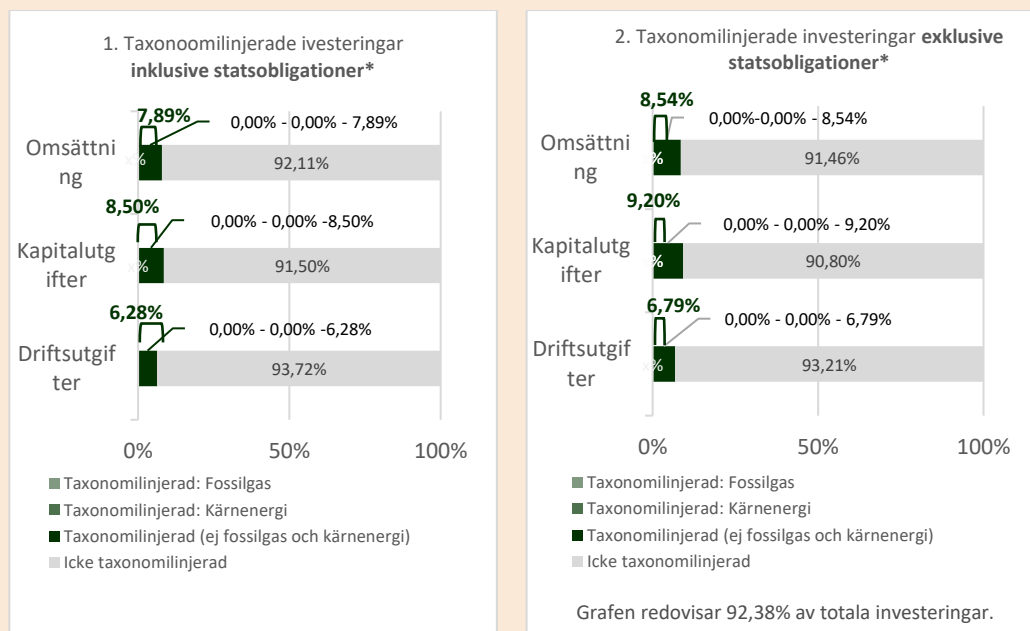 1. Taxonoomilinjerade ivesteringar
inklusive statsobligationer*
7,89%
0,00% - 0,00% - 7,89%
Omsättni
ng
%
92,11%
8,50%
0,00% - 0,00% -8,50%
Kapitalutg
ifter
%
91,50%
6,28%
0,00% - 0,00% -6,28%
Driftsutgif
ter
93,72%
0%
50%
100%
Taxonomilinjerad: Fossilgas
Taxonomilinjerad: Kärnenergi
Taxonomilinjerad (ej fossilgas och kärnenergi)
Icke taxonomilinjerad
2. Taxonomilinjerade investeringar exklusive
statsobligationer*
8,54%
0,00%-0,00% - 8,54%
Omsättni
ng
%
91,46%
9,20%
0,00% - 0,00% - 9,20%
Kapitalutg
ifter
%
90,80%
6,79%
0,00% - 0,00% - 6,79%
Driftsutgif
ter
%
93,21%
0%
50%
100%
Taxonomilinjerad: Fossilgas
Taxonomilinjerad: Kärnenergi
Taxonomilinjerad (ej fossilgas och kärnenergi)
Icke taxonomilinjerad
Grafen redovisar 92,38% av totala investeringar.